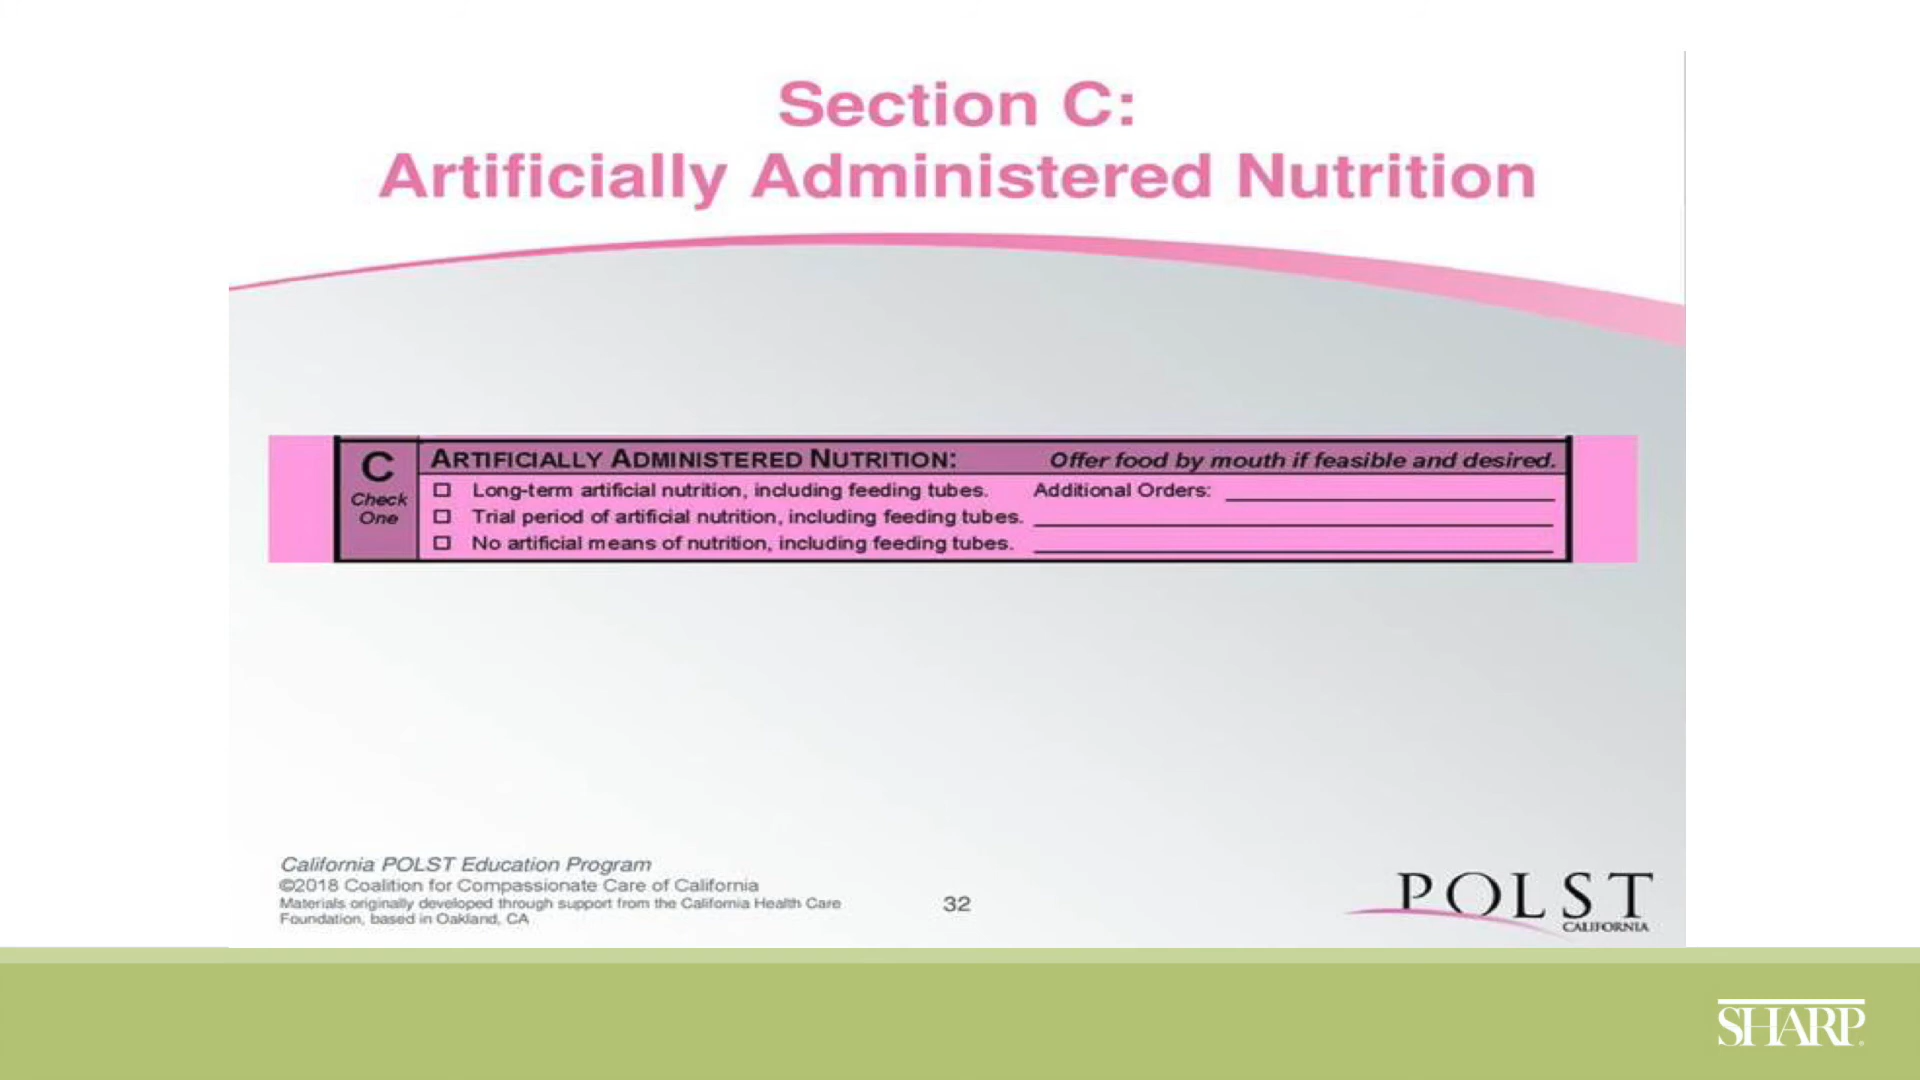 Section C:
Artificially Administered Nutrition
C
Check
One
ARTIFICIALLY ADMINISTERED NUTRITION: Offer food by mouth if feasible and desired.
□ Long-term artificial nutrition, including feeding tubes. Additional Orders: ____________
□ Trial period of artificial nutrition, including feeding tubes. ____________
□ No artificial means of nutrition, including feeding tubes. ____________
California POLST Education Program
©2018 Coalition for Compassionate Care of California
Materials originally developed through support from the California Health Care
Foundation, based in Oakland, CA
32
POLST
CALIFORNIA
SHARP